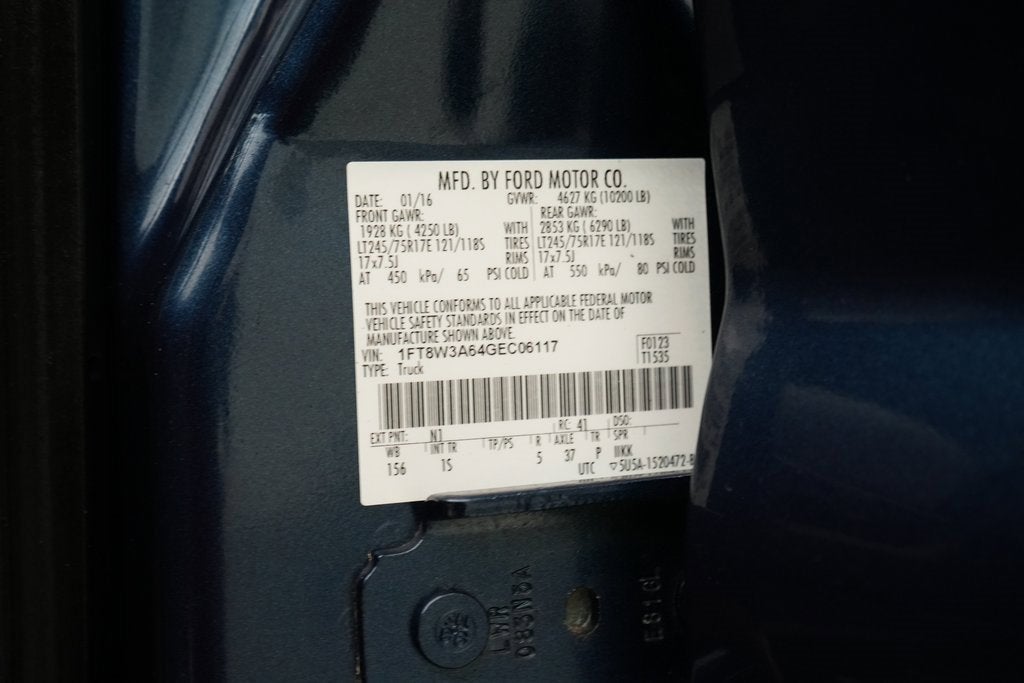 MFD. BY FORD MOTOR CO.
DATE: 01/16 GVWR: 4627 KG (10200 LB)
FRONT GAWR: REAR GAWR:
1928 KG ( 4250 LB) WITH 2853 KG ( 6290 LB) WITH
LT245/75R17E 121/118S TIRES LT245/75R17E 121/118S TIRES
17x7.5J RIMS 17x7.5J RIMS
AT 450 kPa/ 65 PSI COLD AT 550 kPa/ 80 PSI COLD
THIS VEHICLE CONFORMS TO ALL APPLICABLE FEDERAL MOTOR
VEHICLE SAFETY STANDARDS IN EFFECT ON THE DATE OF
MANUFACTURE SHOWN ABOVE.
VIN: 1FT8W3A64GEC06117 F0123
TYPE: Truck T1535
EXT PNT: N1 RC: 41 DSO:
WB INT TR TP/PS R AXLE TR SPR
156 1S 5 37 P IIKK
UTC ▽5U5A-1520472-B
LWR
083N6A